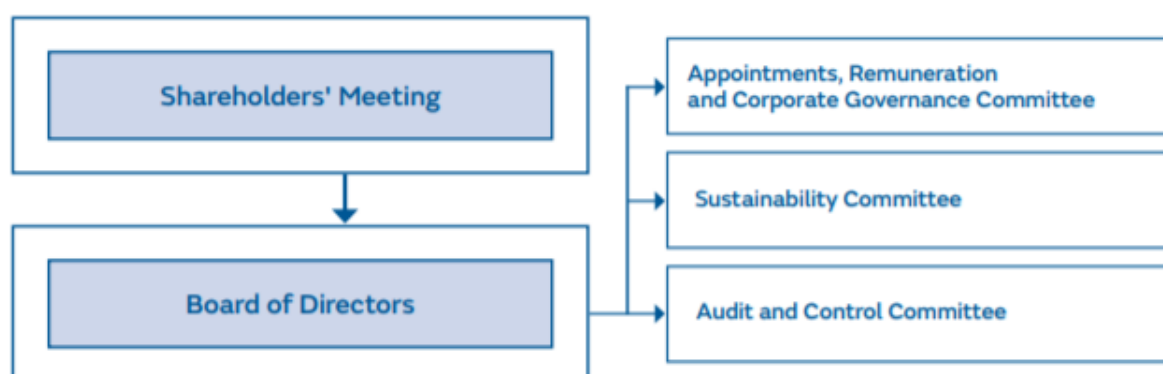 Shareholders' Meeting
Board of Directors
Appointments, Remuneration
and Corporate Governance Committee
Sustainability Committee
Audit and Control Committee